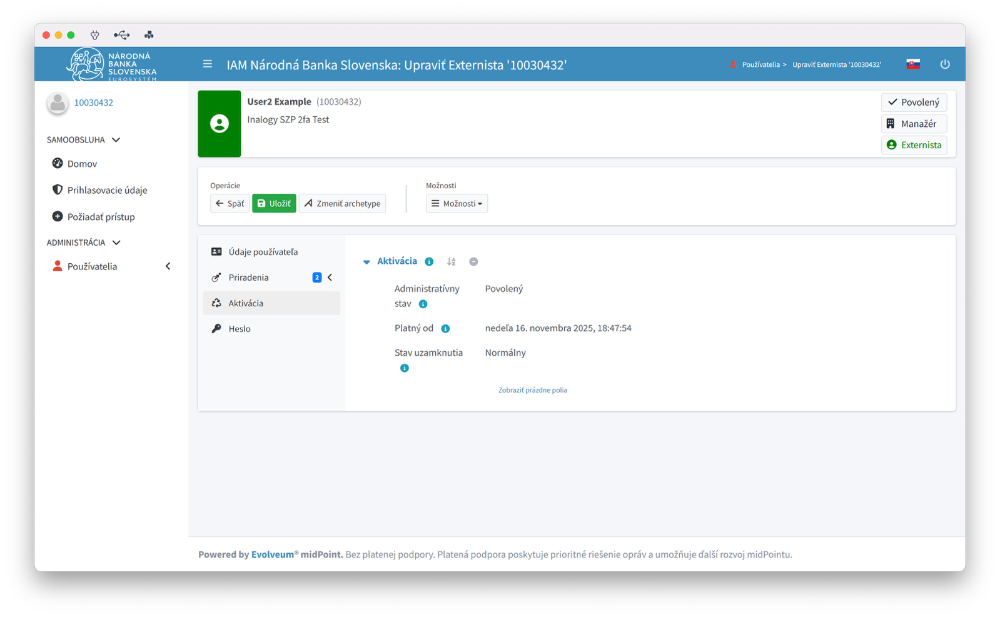 NÁRODNÁ
BANKA
SLOVENSKA
EUROSYSTÉM
IAM Národná Banka Slovenska: Upraviť Externista '10030432'
Používatelia > Upraviť Externista '10030432'
10030432
SAMOOBSLUHA
Domov
Prihlasovacie údaje
Požiadať prístup
ADMINISTRÁCIA
Používatelia
User2 Example (10030432)
Inalogy SZP 2fa Test
Povolený
Manažér
Externista
Operácie
Späť
Uložiť
Zmeniť archetype
Možnosti
Možnosti
Údaje používateľa
Priradenia 2
Aktivácia
Heslo
Aktivácia
Administratívny
stav
Povolený
Platný od
nedeľa 16. novembra 2025, 18:47:54
Stav uzamknutia
Normálny
Zobraziť prázdne polia
Powered by Evolveum® midPoint. Bez platenej podpory. Platená podpora poskytuje prioritné riešenie opráv a umožňuje ďalší rozvoj midPointu.